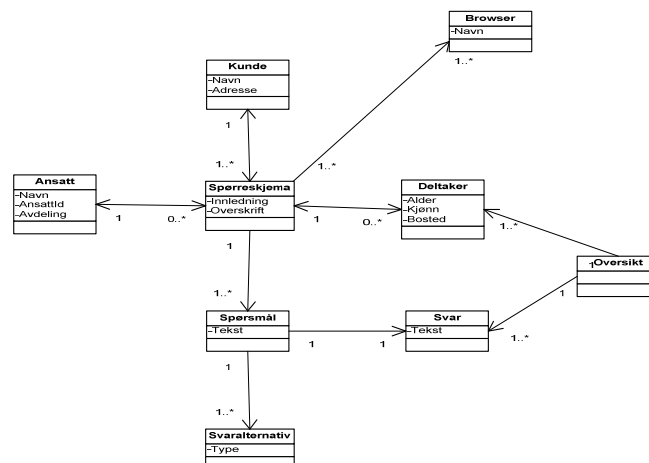 Browser
-Navn
1..*
Kunde
-Navn
-Adresse
1
1..*
1..*
Ansatt
-Navn
-AnsattId
-Avdeling
1
0..*
Spørreskjema
-Innledning
-Overskrift
1
0..*
1
Deltaker
-Alder
-Kjønn
-Bosted
1..*
1
Oversikt
1
1..*
1..*
Spørsmål
-Tekst
1
1
1
Svar
-Tekst
1..*
Svaralternativ
-Type